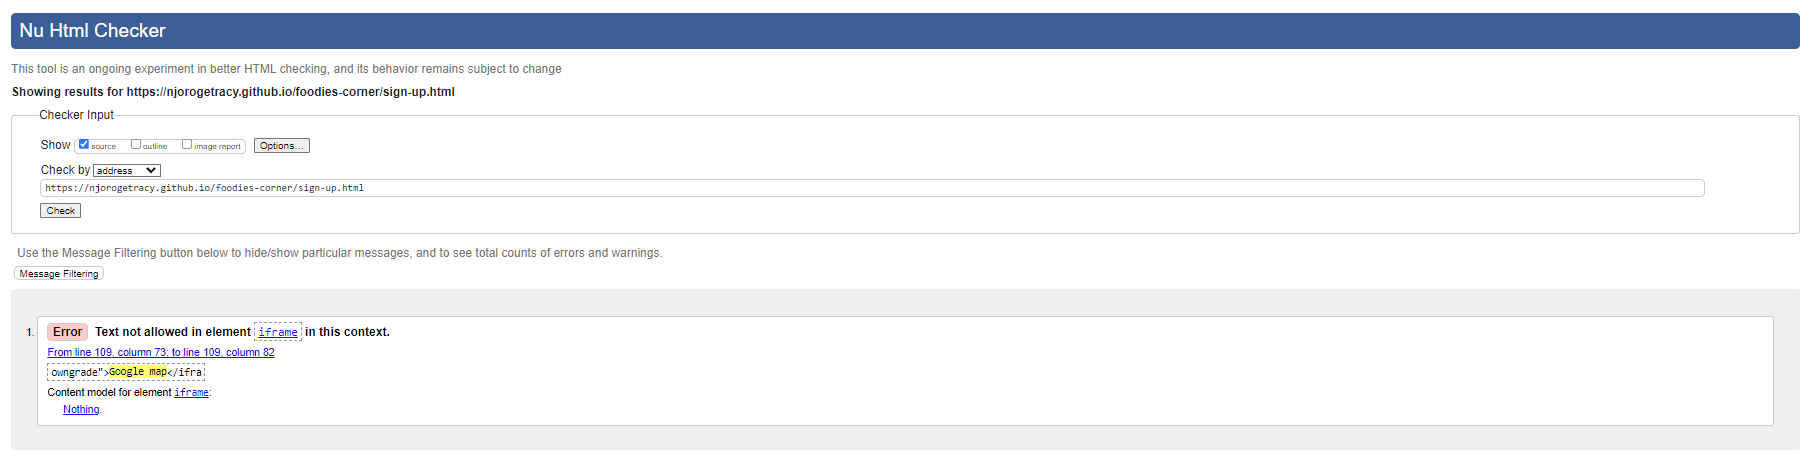 Nu Html Checker
This tool is an ongoing experiment in better HTML checking, and its behavior remains subject to change
Showing results for https://njorogetracy.github.io/foodies-corner/sign-up.html
Checker Input
Show source outline image report Options...
Check by address
https://njorogetracy.github.io/foodies-corner/sign-up.html
Check
Use the Message Filtering button below to hide/show particular messages, and to see total counts of errors and warnings.
Message Filtering
1. Error Text not allowed in element iframe in this context.
From line 109, column 73; to line 109, column 82
owngrade">Google map</ifra
Content model for element iframe:
Nothing.